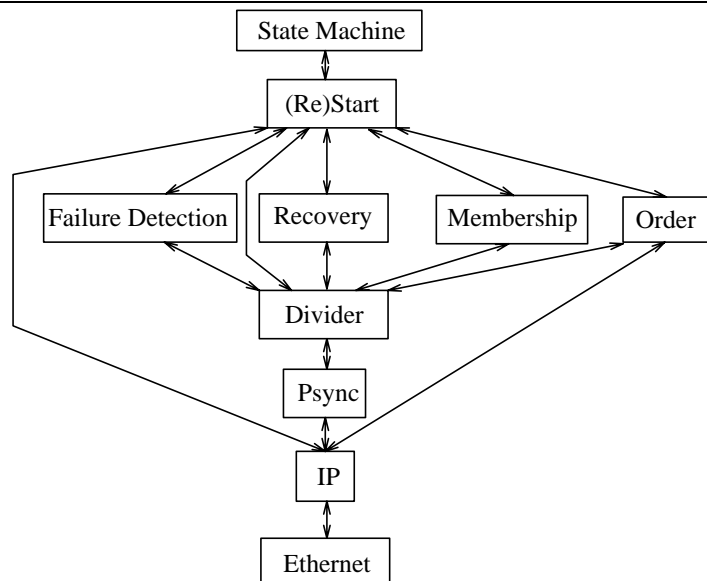 State Machine
(Re)Start
Failure Detection
Recovery
Membership
Order
Divider
Psync
IP
Ethernet